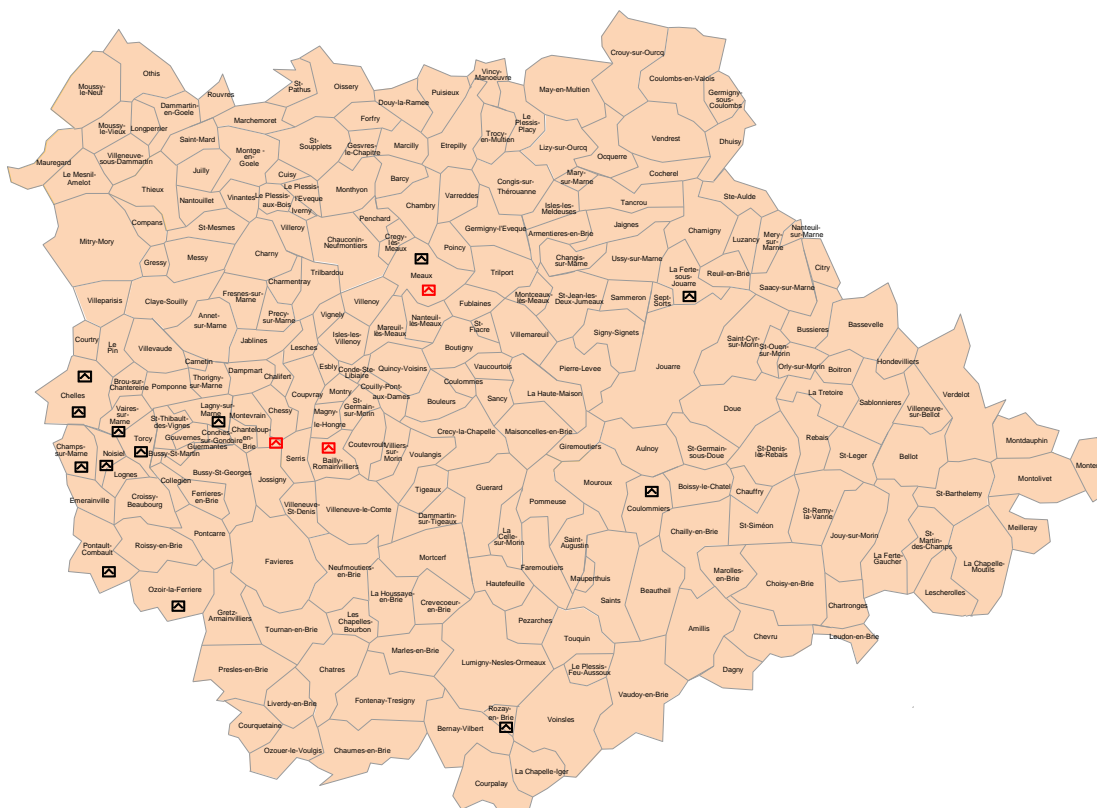 Crouy-sur-Ourcq
Othis
Vincy-
Manoeuvre
Coulombs-en-Valois
Moussy-
le-Neuf
St-
Pathus
Oissery
Puisieux
May-en-Multien
Rouvres
Germigny-
sous-
Coulombs
Dammartin-
en-Goele
Douy-la-Ramee
Marchemoret
Forfry
Le
Plessis-
Placy
Moussy-
le-Vieux
Longperrier
Saint-Mard
St-
Soupplets
Gesvres-
le-Chapitre
Marcilly
Etrepilly
Trocy-
en-Multien
Lizy-sur-Ourcq
Vendrest
Dhuisy
Mauregard
Villeneuve-
sous-Dammartin
Montge -
en-
Goele
Ocquerre
Le Mesnil-
Amelot
Juilly
Cuisy
Barcy
Congis-sur-
Thérouanne
Mary-
sur-Marne
Cocherel
Thieux
Nantouillet
Vinantes
Le Plessis-
aux-Bois
Le Plessis-
l'Eveque
Iverny
Monthyon
Varreddes
Chambry
Isles-les-
Meldeuses
Tancrou
Ste-Aulde
Compans
St-Mesmes
Villeroy
Penchard
Germigny-l'Eveque
Armentieres-en-Brie
Jaignes
Chamigny
Nanteuil-
sur-Marne
Mitry-Mory
Chauconin-
Neufmontiers
Cregy-
lès-
Meaux
Poincy
Luzancy
Mery-
sur-
Marne
Gressy
Messy
Charny
Trilbardou
Meaux
Trilport
Changis-
sur-Marne
Ussy-sur-Marne
La Ferte-
sous-
Jouarre
Reuil-en-Brie
Citry
Saacy-sur-Marne
Villeparisis
Claye-Souilly
Fresnes-sur-
Marne
Charmentray
Villenoy
Fublaines
Montceaux-
lès-Meaux
St-Jean-les-
Deux-Jumeaux
Sammeron
Sept-
Sorts
Annet-
sur-Marne
Precy-
sur-Marne
Vignely
Mareuil-
lès-Meaux
Nanteuil-
lès-Meaux
St-
Fiacre
Villemareuil
Signy-Signets
Bussieres
Bassevelle
Courtry
Le
Pin
Villevaude
Jablines
Lesches
Isles-les-
Villenoy
Boutigny
Saint-Cyr-
sur-Morin
St-Ouen-
sur-Morin
Carnetin
Dampmart
Chalifert
Esbly
Conde-Ste-
Libiaire
Quincy-Voisins
Vaucourtois
Pierre-Levee
Jouarre
Orly-sur-Morin
Boitron
Hondevilliers
Chelles
Brou-sur-
Chantereine
Pomponne
Thorigny-
sur-Marne
Coupvray
Montry
Couilly-Pont-
aux-Dames
Coulommes
La Haute-Maison
La Tretoire
Verdelot
Vaires-
sur-
Marne
St-Thibault-
des-Vignes
Lagny-sur-
Marne
Montevrain
Chessy
Magny-
le-Hongre
St-
Germain-
sur-Morin
Bouleurs
Sancy
Doue
Sablonnieres
Villeneuve-
sur-Bellot
Champs-
sur-Marne
Noisiel
Torcy
Gouvernes
Conches-
sur-Gondoire
Chanteloup-
en-
Brie
Coutevroult
Villiers-
sur-
Morin
Crecy-la-Chapelle
Maisoncelles-en-Brie
Giremoutiers
Aulnoy
St-Germain-
sous-Doue
St-Denis-
lès-Rebais
Rebais
St-Leger
Bellot
Montdauphin
Lognes
Bussy-St-Martin
Guermantes
Serris
Bailly-
Romainvilliers
Voulangis
Emerainville
Collegien
Bussy-St-Georges
Jossigny
Mouroux
Boissy-le-Chatel
Chauffry
Montolivet
Croissy-
Beaubourg
Ferrieres-
en-Brie
Villeneuve-
St-Denis
Villeneuve-le-Comte
Tigeaux
Guerard
Pommeuse
Coulommiers
St-Barthelemy
Dammartin-
sur-Tigeaux
St-Remy-
la-Vanne
Pontault-
Combault
Roissy-en-Brie
Pontcarre
La
Celle-
sur-Morin
Saint-
Augustin
Chailly-en-Brie
St-Siméon
Jouy-sur-Morin
St-
Martin-
des-Champs
Meilleray
Favieres
Neufmoutiers-
en-Brie
Mortcerf
Faremoutiers
Marolles-
en-Brie
La Ferte-
Gaucher
La Chapelle-
Moutils
Ozoir-la-Ferriere
La Houssaye-
en-Brie
Hautefeuille
Mauperthuis
Beautheil
Choisy-en-Brie
Lescherolles
Gretz-
Armainvilliers
Crevecoeur-
en-Brie
Saints
Chartronges
Tournan-en-Brie
Les
Chapelles-
Bourbon
Pezarches
Touquin
Amillis
Chevru
Leudon-en-Brie
Presles-en-Brie
Chatres
Marles-en-Brie
Lumigny-Nesles-Ormeaux
Le Plessis-
Feu-Aussoux
Dagny
Liverdy-en-Brie
Fontenay-Tresigny
Vaudoy-en-Brie
Rozay-
en- Brie
Voinsles
Courquetaine
Bernay-Vilbert
Ozouer-le-Voulgis
Chaumes-en-Brie
La Chapelle-Iger
Courpalay